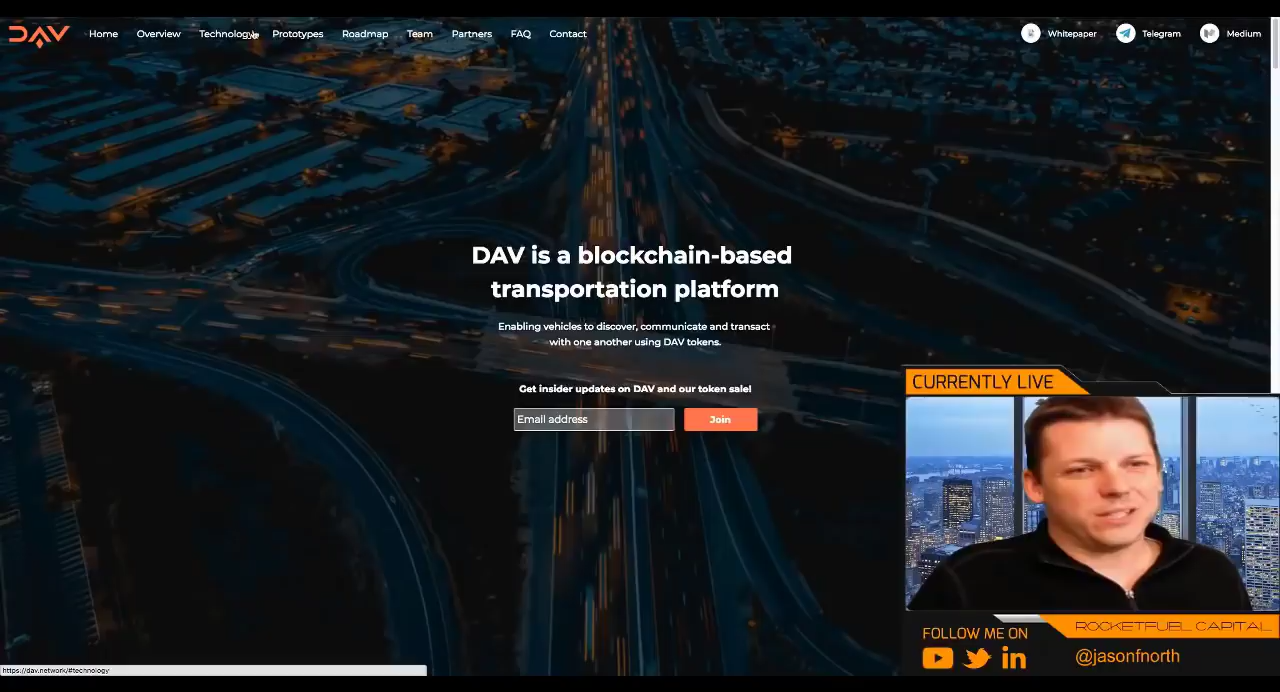 DAV
Home
Overview
Technology
Prototypes
Roadmap
Team
Partners
FAQ
Contact
Whitepaper
Telegram
Medium
DAV is a blockchain-based
transportation platform
Enabling vehicles to discover, communicate and transact
with one another using DAV tokens.
Get insider updates on DAV and our token sale!
Email address
Join
CURRENTLY LIVE
FOLLOW ME ON
ROCKETFUEL CAPITAL
@jasonfnorth
https://dav.network/#technology